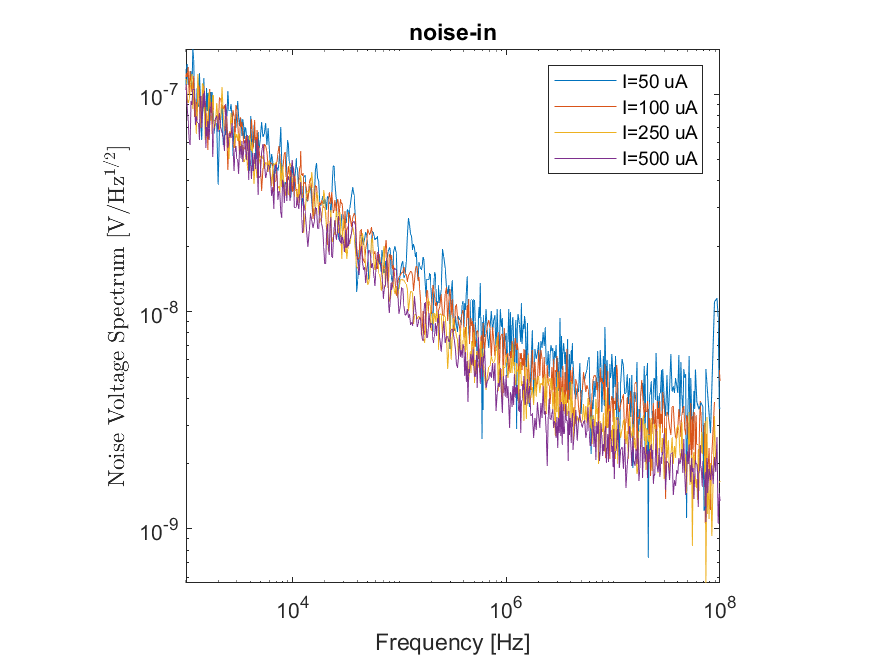 noise-in
I=50 uA
I=100 uA
I=250 uA
I=500 uA
10^-7
10^-8
10^-9
Noise Voltage Spectrum [V/Hz^1/2]
10^4
10^6
10^8
Frequency [Hz]